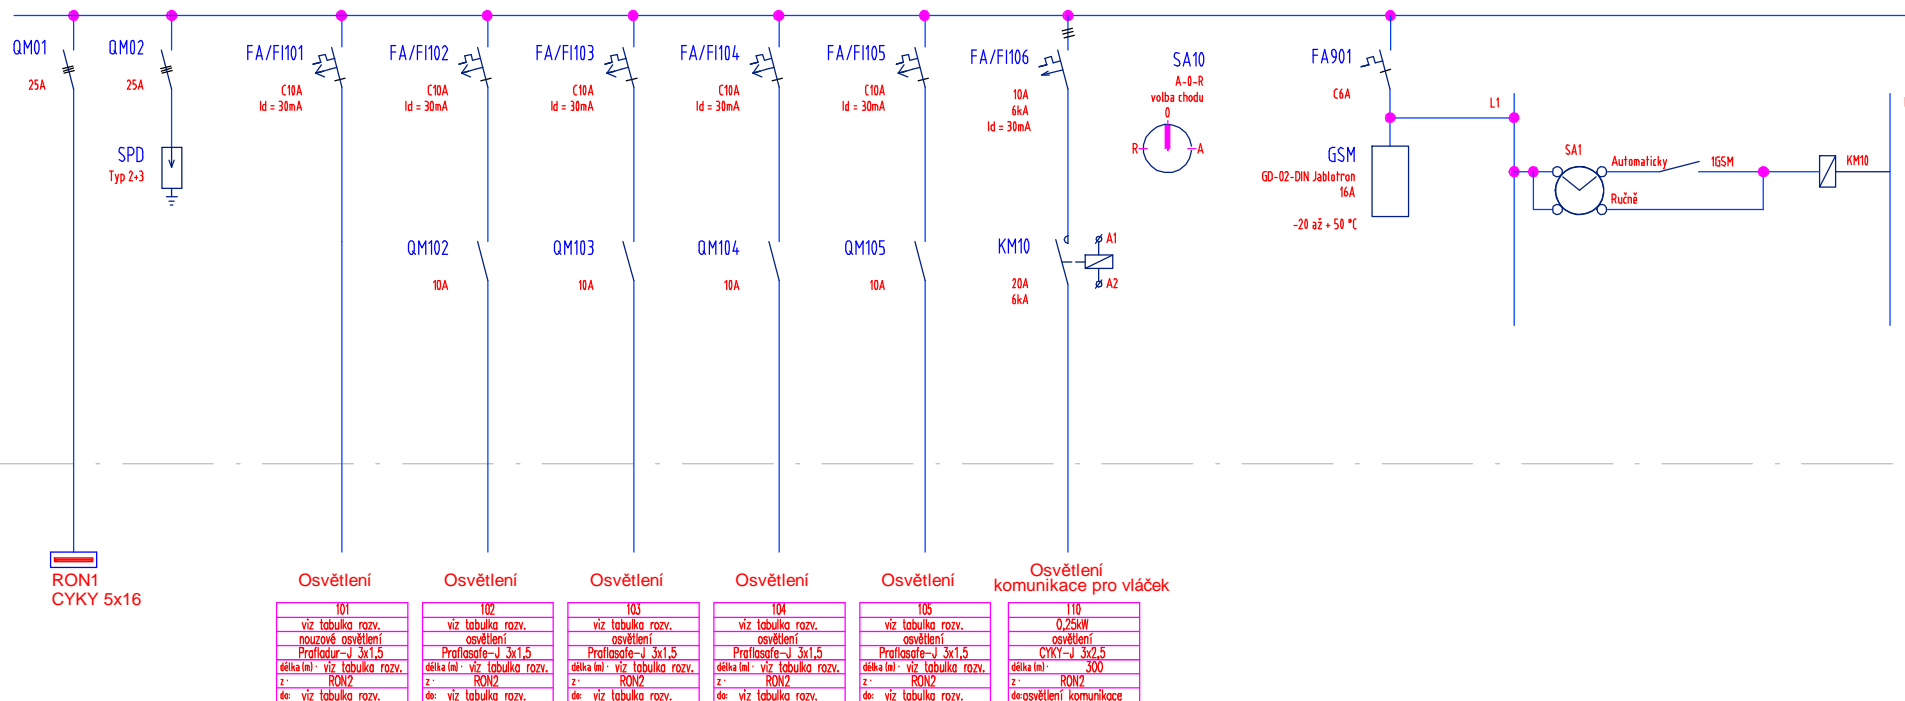 QM01
25A
QM02
25A
SPD
Typ 2+3
FA/FI101
C10A
Id = 30mA
FA/FI102
C10A
Id = 30mA
FA/FI103
C10A
Id = 30mA
FA/FI104
C10A
Id = 30mA
FA/FI105
C10A
Id = 30mA
FA/FI106
10A
6kA
Id = 30mA
SA10
A-0-R
volba chodu
0
R
A
FA901
C6A
L1
GSM
GD-02-DIN Jablotron
16A
-20 až + 50 °C
SA1
Automaticky
1GSM
Ručně
KM10
QM102
10A
QM103
10A
QM104
10A
QM105
10A
KM10
20A
6kA
A1
A2
RON1
CYKY 5x16
Osvětlení
101
viz tabulka rozv.
nouzové osvětlení
Prafladur-J 3x1,5
délka (m): viz tabulka rozv.
z: RON2
do: viz tabulka rozv.
Osvětlení
102
viz tabulka rozv.
osvětlení
Praflasafe-J 3x1,5
délka (m): viz tabulka rozv.
z: RON2
do: viz tabulka rozv.
Osvětlení
103
viz tabulka rozv.
osvětlení
Praflasafe-J 3x1,5
délka (m): viz tabulka rozv.
z: RON2
do: viz tabulka rozv.
Osvětlení
104
viz tabulka rozv.
osvětlení
Praflasafe-J 3x1,5
délka (m): viz tabulka rozv.
z: RON2
do: viz tabulka rozv.
Osvětlení
105
viz tabulka rozv.
osvětlení
Praflasafe-J 3x1,5
délka (m): viz tabulka rozv.
z: RON2
do: viz tabulka rozv.
Osvětlení
komunikace pro vláček
110
0,25kW
osvětlení
CYKY-J 3x2,5
délka (m): 300
z: RON2
do: osvětlení komunikace